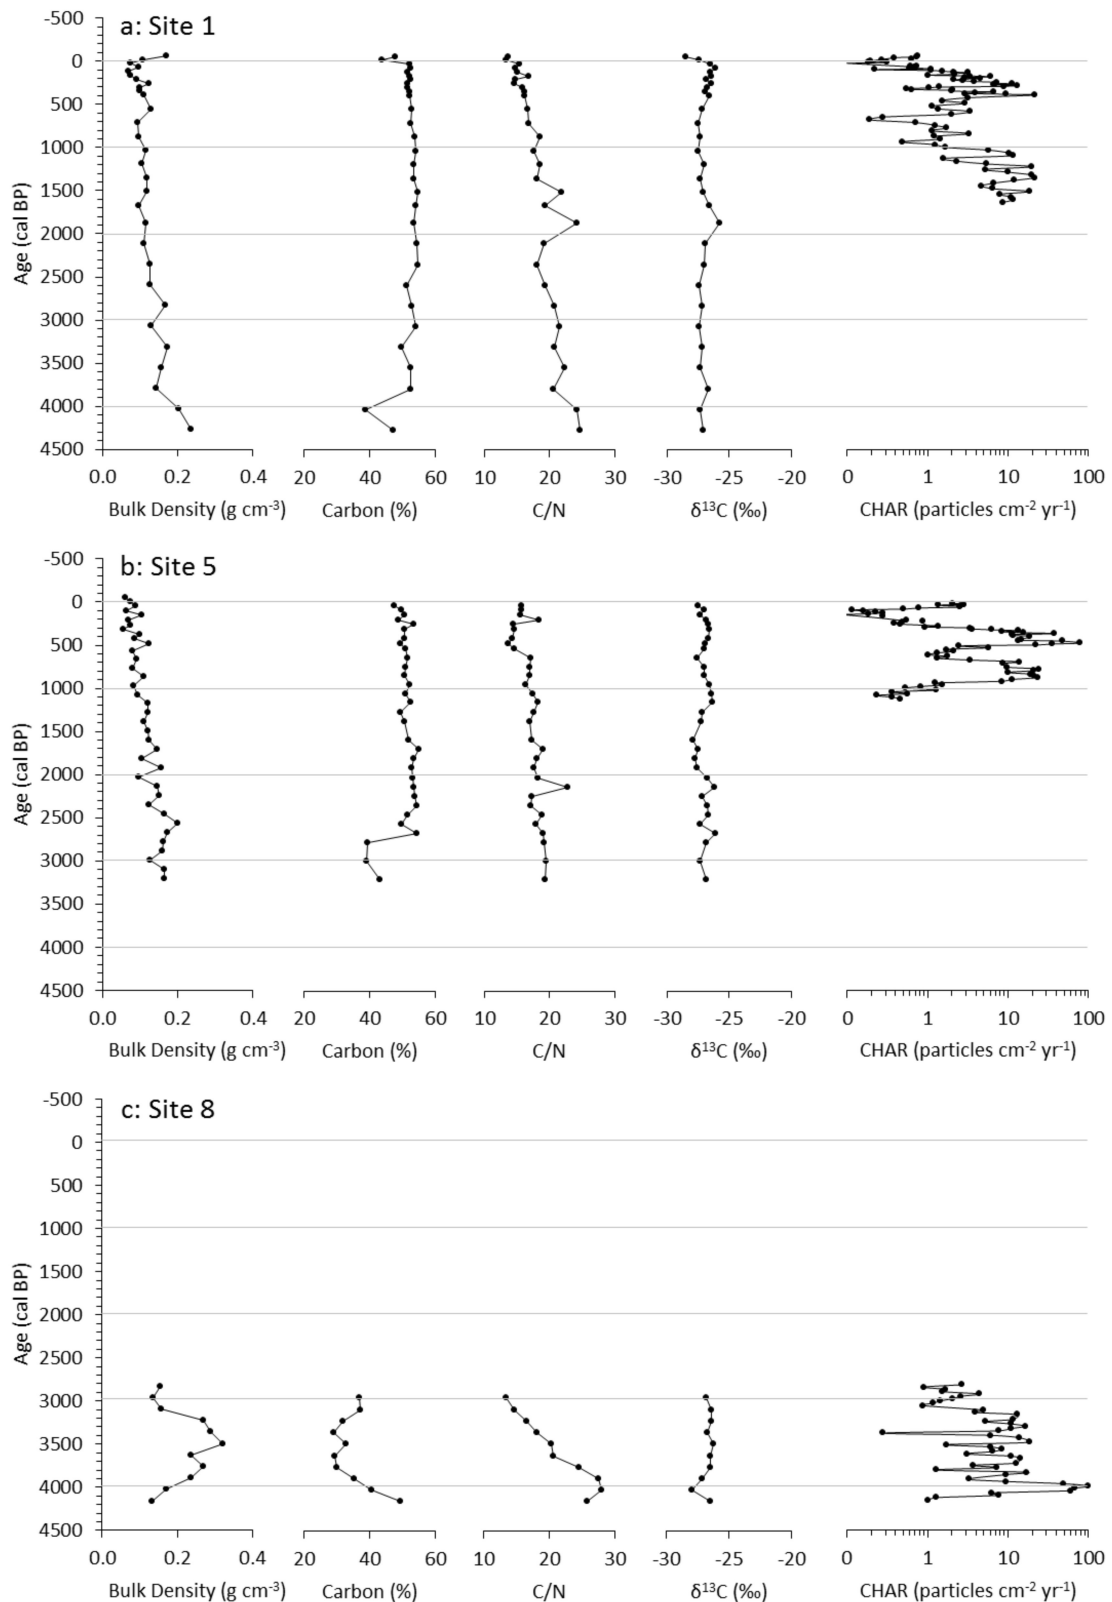 a: Site 1
Age (cal BP)
-500
0
500
1000
1500
2000
2500
3000
3500
4000
4500
0.0 0.2 0.4 20 40 60 10 20 30 -30 -25 -20 0 1 10 100
Bulk Density (g cm-3) Carbon (%) C/N δ13C (‰) CHAR (particles cm-2 yr-1)
b: Site 5
Age (cal BP)
-500
0
500
1000
1500
2000
2500
3000
3500
4000
4500
0.0 0.2 0.4 20 40 60 10 20 30 -30 -25 -20 0 1 10 100
Bulk Density (g cm-3) Carbon (%) C/N δ13C (‰) CHAR (particles cm-2 yr-1)
c: Site 8
Age (cal BP)
-500
0
500
1000
1500
2000
2500
3000
3500
4000
4500
0.0 0.2 0.4 20 40 60 10 20 30 -30 -25 -20 0 1 10 100
Bulk Density (g cm-3) Carbon (%) C/N δ13C (‰) CHAR (particles cm-2 yr-1)